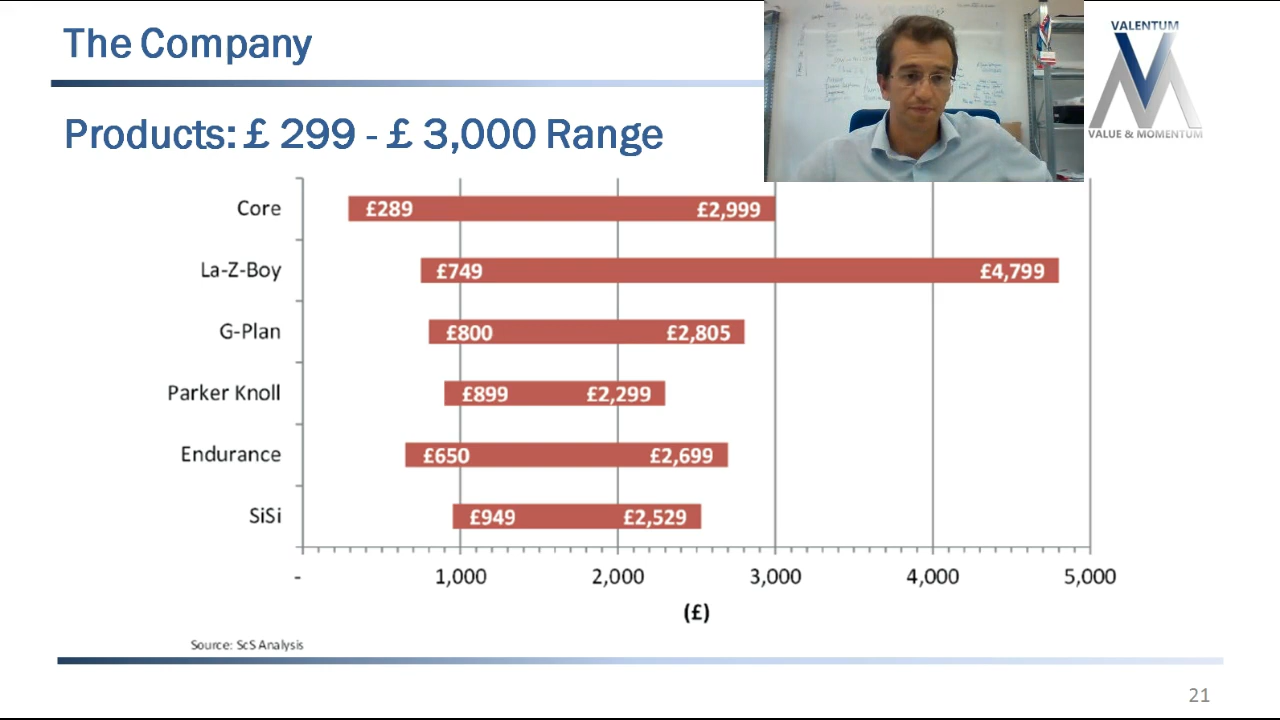 The Company
VALENTUM
VALUE & MOMENTUM
Products: £ 299 - £ 3,000 Range
Core £289 £2,999
La-Z-Boy £749 £4,799
G-Plan £800 £2,805
Parker Knoll £899 £2,299
Endurance £650 £2,699
SiSi £949 £2,529
- 1,000 2,000 3,000 4,000 5,000
(£)
Source: ScS Analysis
21